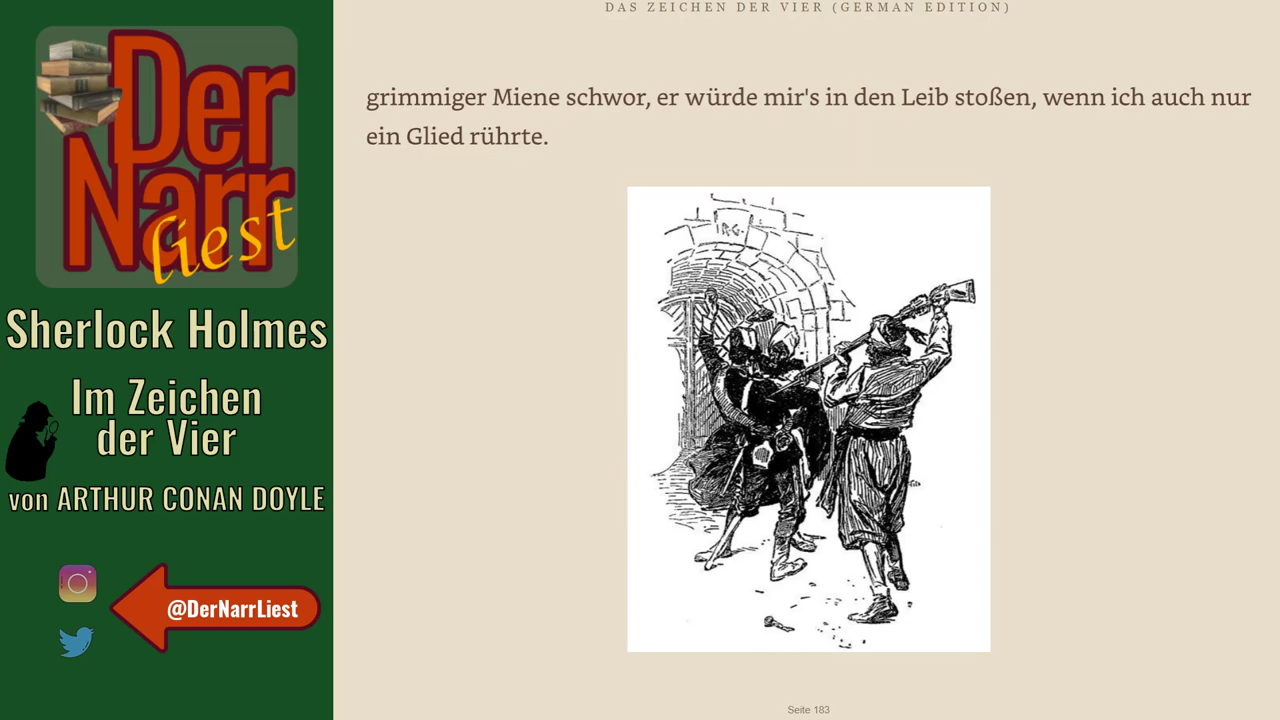 Der
Narr
liest
Sherlock Holmes
Im Zeichen
der Vier
von ARTHUR CONAN DOYLE
@DerNarrLiest
DAS ZEICHEN DER VIER (GERMAN EDITION)
grimmiger Miene schwor, er würde mir's in den Leib stoßen, wenn ich auch nur
ein Glied rührte.
R.G.
Seite 183